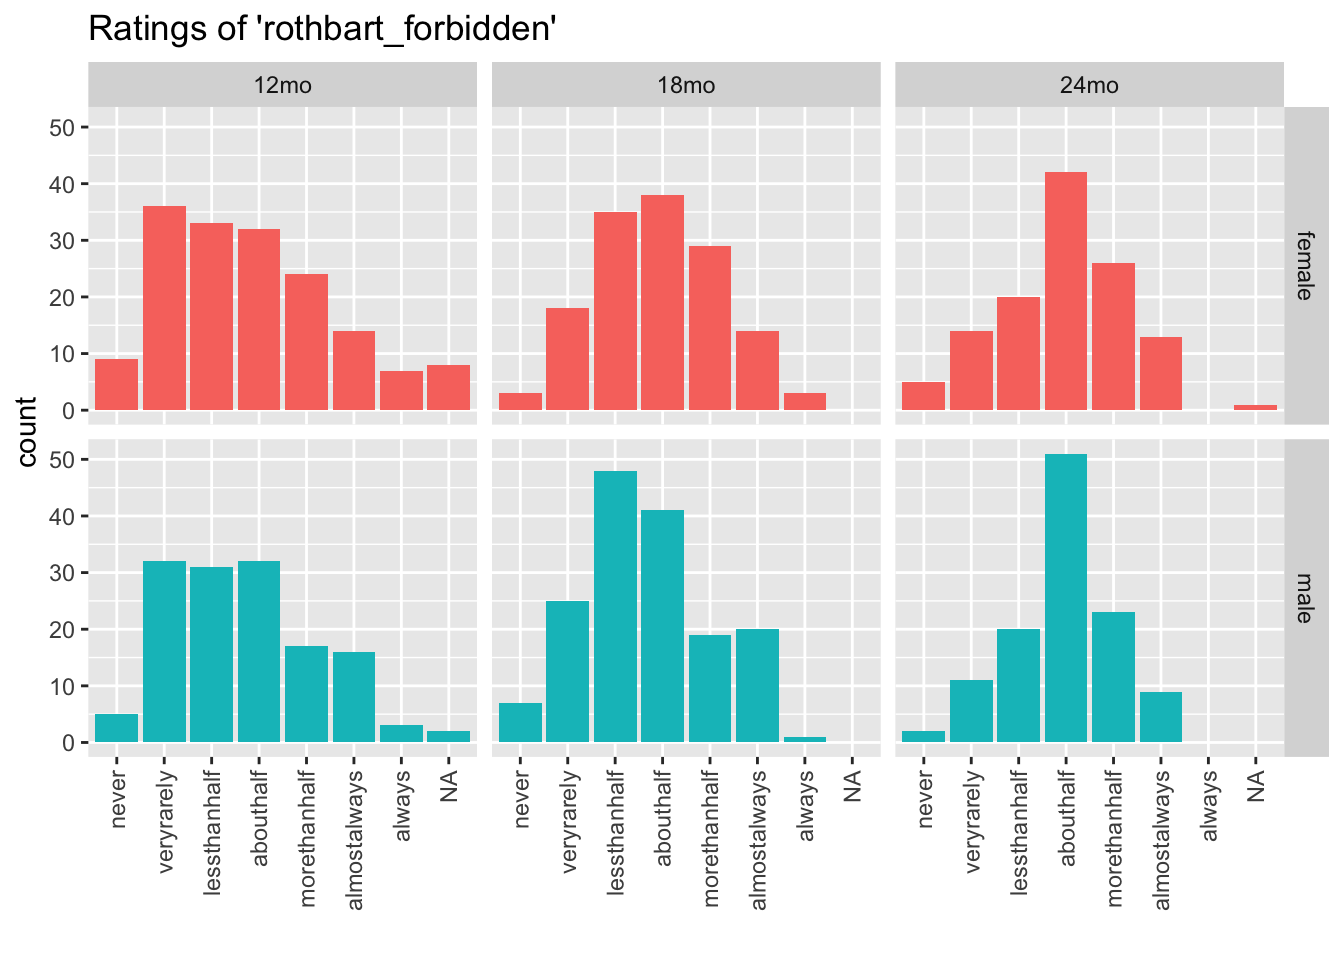 Ratings of 'rothbart_forbidden'
12mo
18mo
24mo
50
40
30
20
10
0
female
count
50
40
30
20
10
0
male
never
veryrarely
lessthanhalf
abouthalf
morethanhalf
almostalways
always
NA
never
veryrarely
lessthanhalf
abouthalf
morethanhalf
almostalways
always
NA
never
veryrarely
lessthanhalf
abouthalf
morethanhalf
almostalways
always
NA